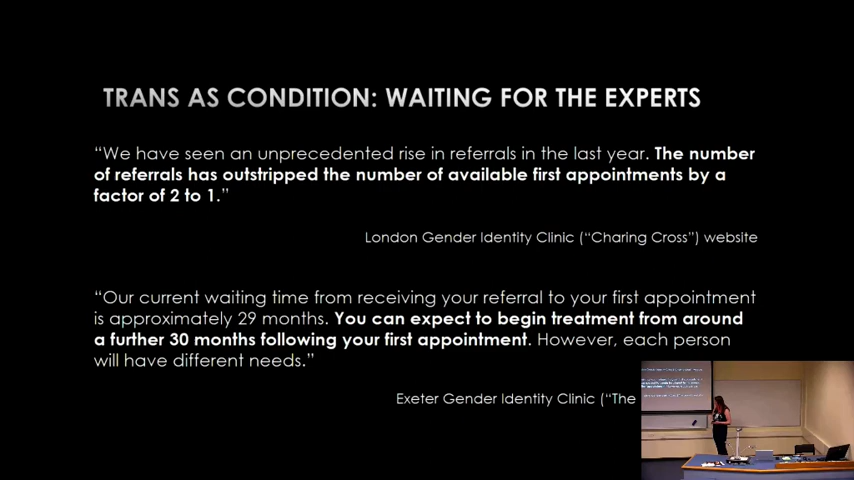 TRANS AS CONDITION: WAITING FOR THE EXPERTS
“We have seen an unprecedented rise in referrals in the last year. The number
of referrals has outstripped the number of available first appointments by a
factor of 2 to 1.”
London Gender Identity Clinic (“Charing Cross”) website
“Our current waiting time from receiving your referral to your first appointment
is approximately 29 months. You can expect to begin treatment from around
a further 30 months following your first appointment. However, each person
will have different needs.”
Exeter Gender Identity Clinic (“The